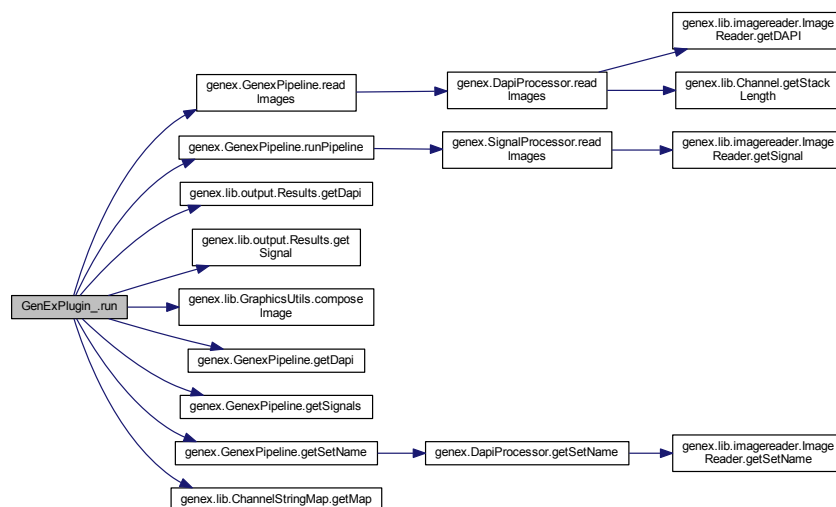 genex.lib.imagereader.Image
Reader.getDAPI
genex.GenexPipeline.read
Images
genex.DapiProcessor.read
Images
genex.lib.Channel.getStack
Length
genex.GenexPipeline.runPipeline
genex.SignalProcessor.read
Images
genex.lib.imagereader.Image
Reader.getSignal
genex.lib.output.Results.getDapi
genex.lib.output.Results.get
Signal
GenExPlugin_.run
genex.lib.GraphicsUtils.compose
Image
genex.GenexPipeline.getDapi
genex.GenexPipeline.getSignals
genex.GenexPipeline.getSetName
genex.DapiProcessor.getSetName
genex.lib.imagereader.Image
Reader.getSetName
genex.lib.ChannelStringMap.getMap